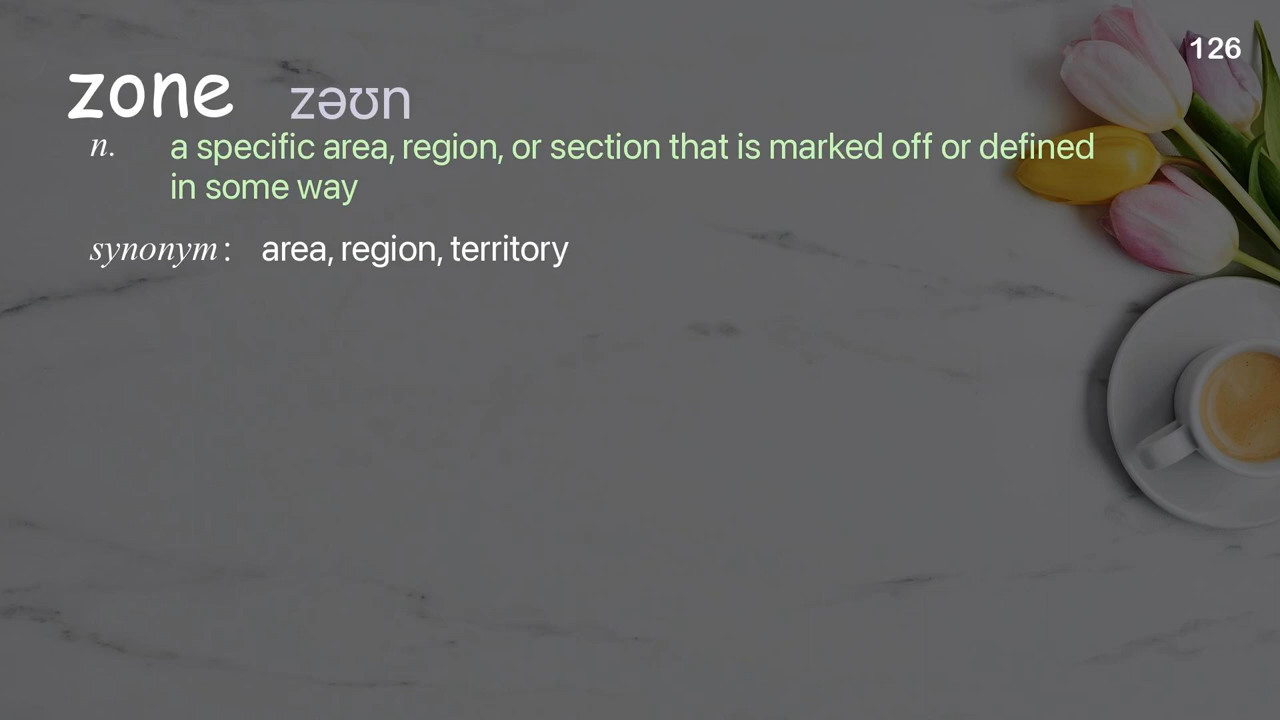 126
zone zəʊn
n. a specific area, region, or section that is marked off or defined
in some way
synonym: area, region, territory